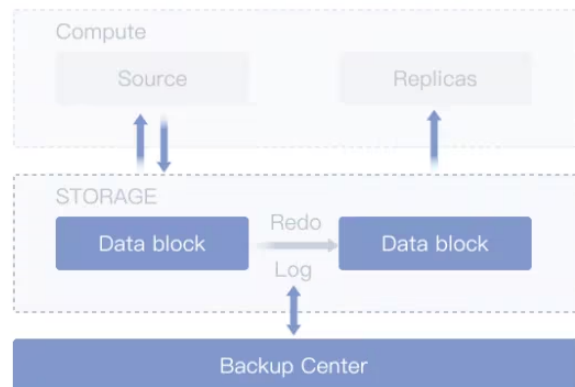 Compute
Source
Replicas
STORAGE
Data block
Redo
Log
Data block
Backup Center